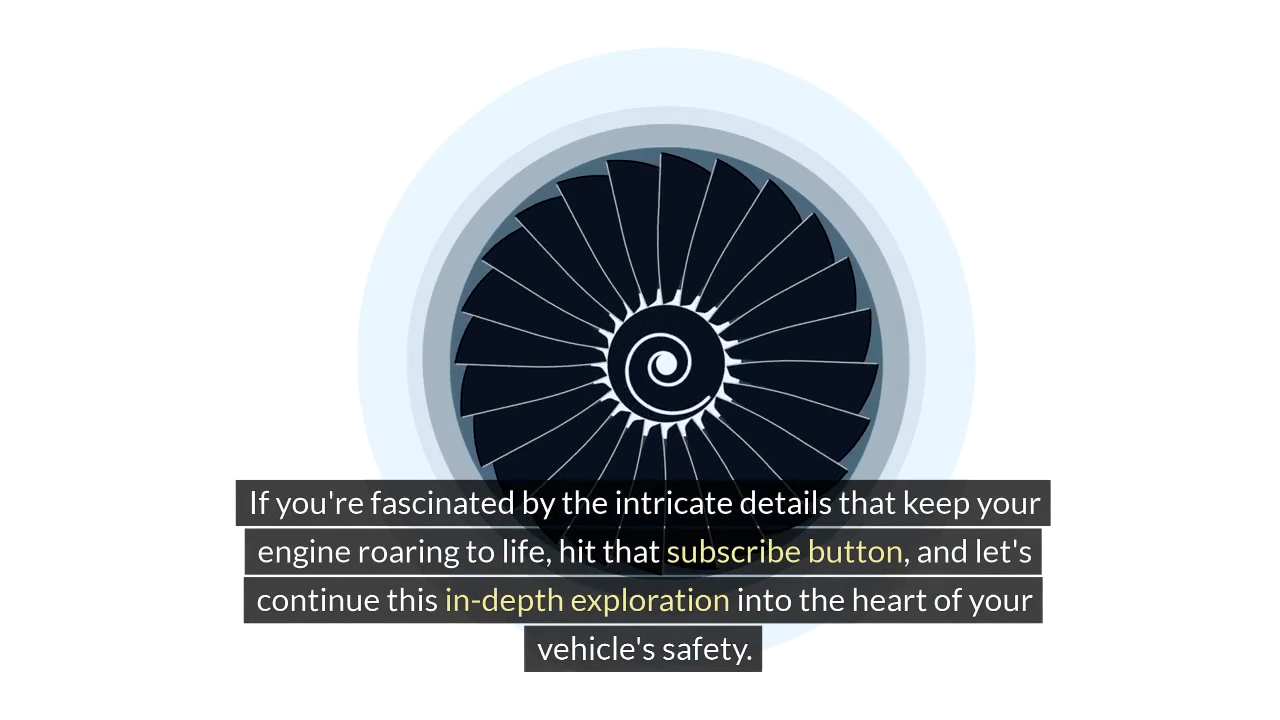 If you're fascinated by the intricate details that keep your
engine roaring to life, hit that subscribe button, and let's
continue this in-depth exploration into the heart of your
vehicle's safety.